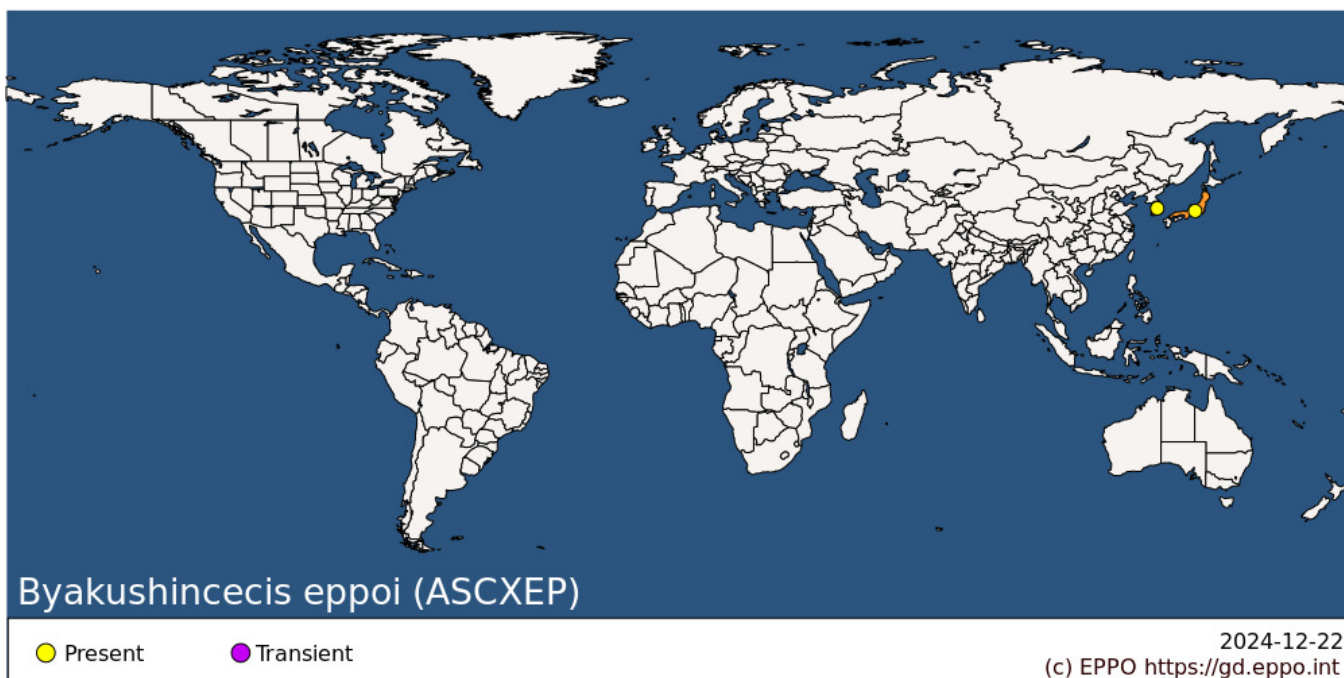 Byakushincecis eppoi (ASCXEP)
Present
Transient
2024-12-22
(c) EPPO https://gd.eppo.int